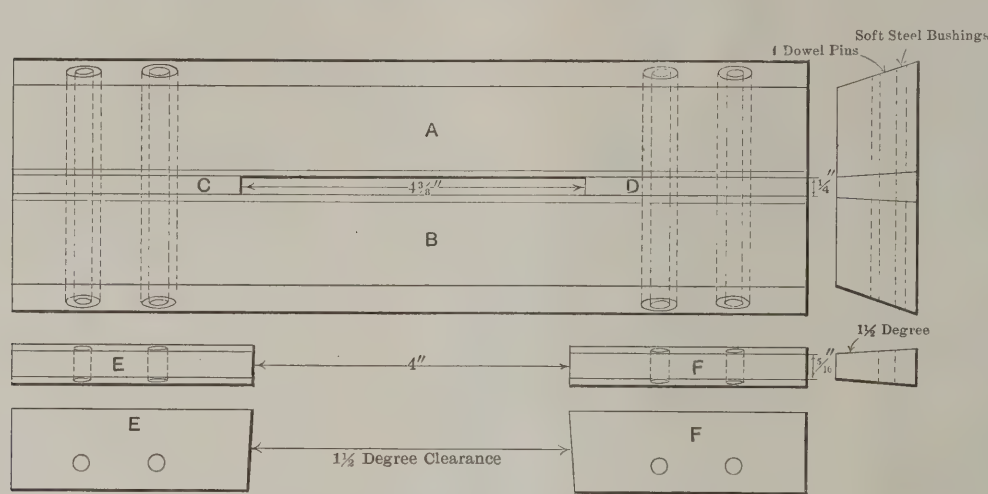 Soft Steel Bushings
Dowel Pins
A
C
4 3/8"
D
1/4"
B
1½ Degree
E
4"
F
5/16"
E
F
1½ Degree Clearance